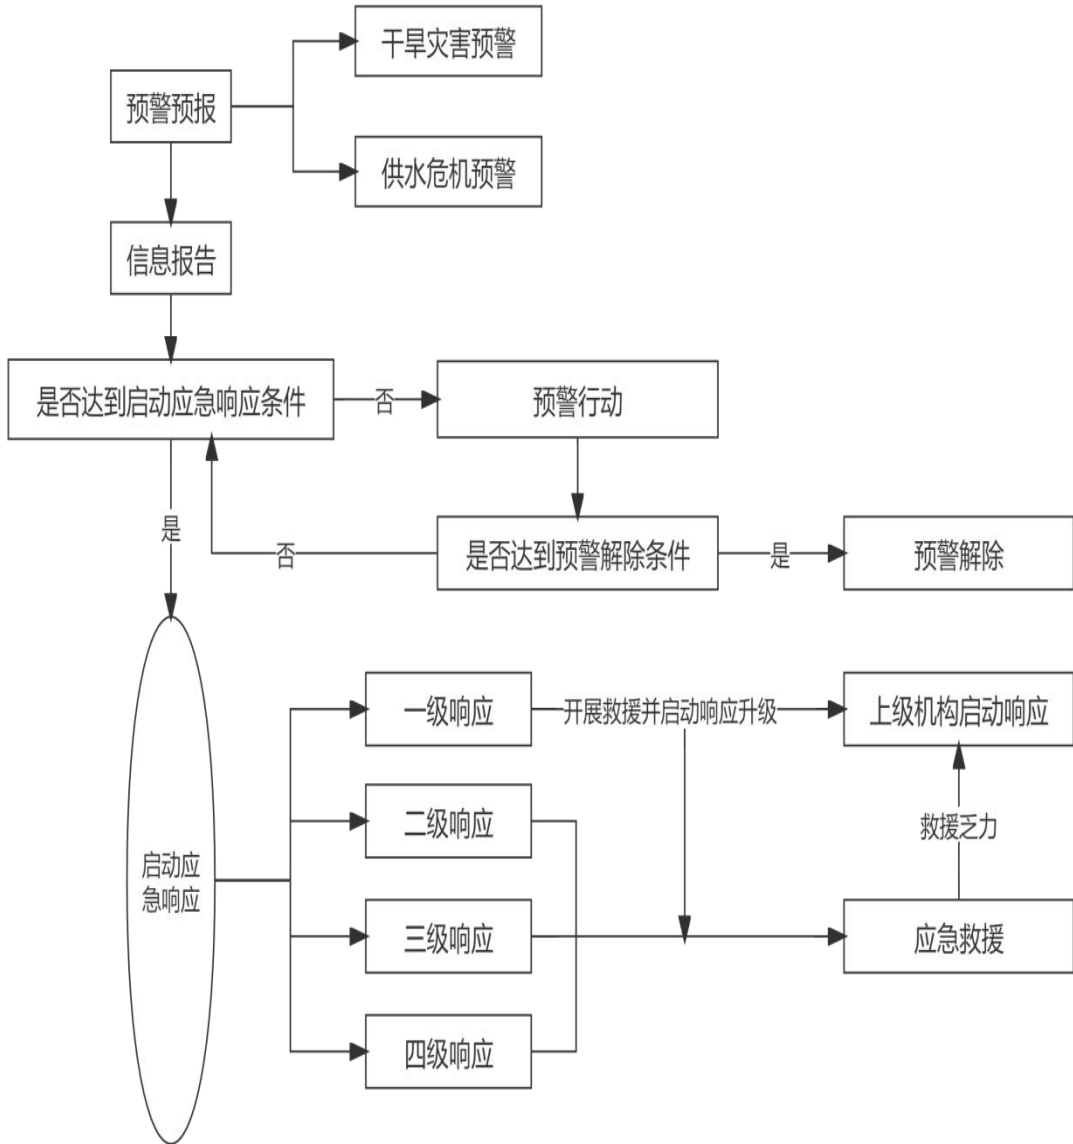 干旱灾害预警
预警预报
供水危机预警
信息报告
是否达到启动应急响应条件
否
预警行动
是
否
是否达到预警解除条件
是
预警解除
一级响应
开展救援并启动响应升级
上级机构启动响应
二级响应
救援乏力
启动应
急响应
三级响应
应急救援
四级响应